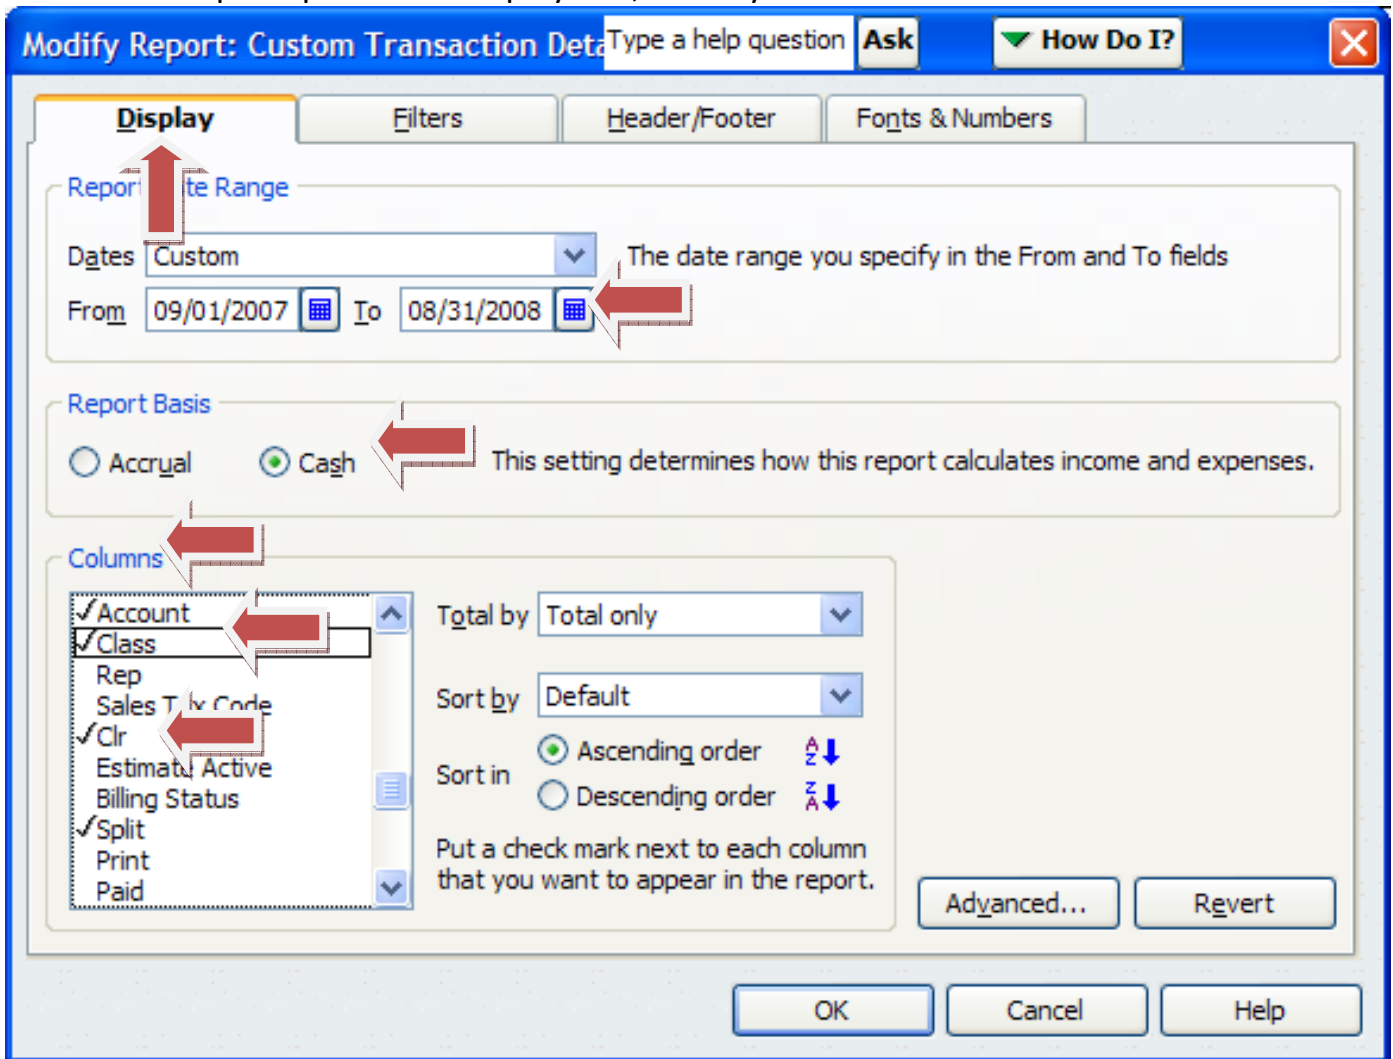 Modify Report: Custom Transaction Deta Type a help question Ask How Do I?
Display Filters Header/Footer Fonts & Numbers
Report te Range
Dates Custom The date range you specify in the From and To fields
From 09/01/2007 To 08/31/2008
Report Basis
Accrual Cash This setting determines how this report calculates income and expenses.
Columns
Account
Class
Rep
Sales Tax Code
Clr
Estimate Active
Billing Status
Split
Print
Paid
Total by Total only
Sort by Default
Sort in
Ascending order
Descending order
Put a check mark next to each column
that you want to appear in the report.
Advanced... Revert
OK Cancel Help